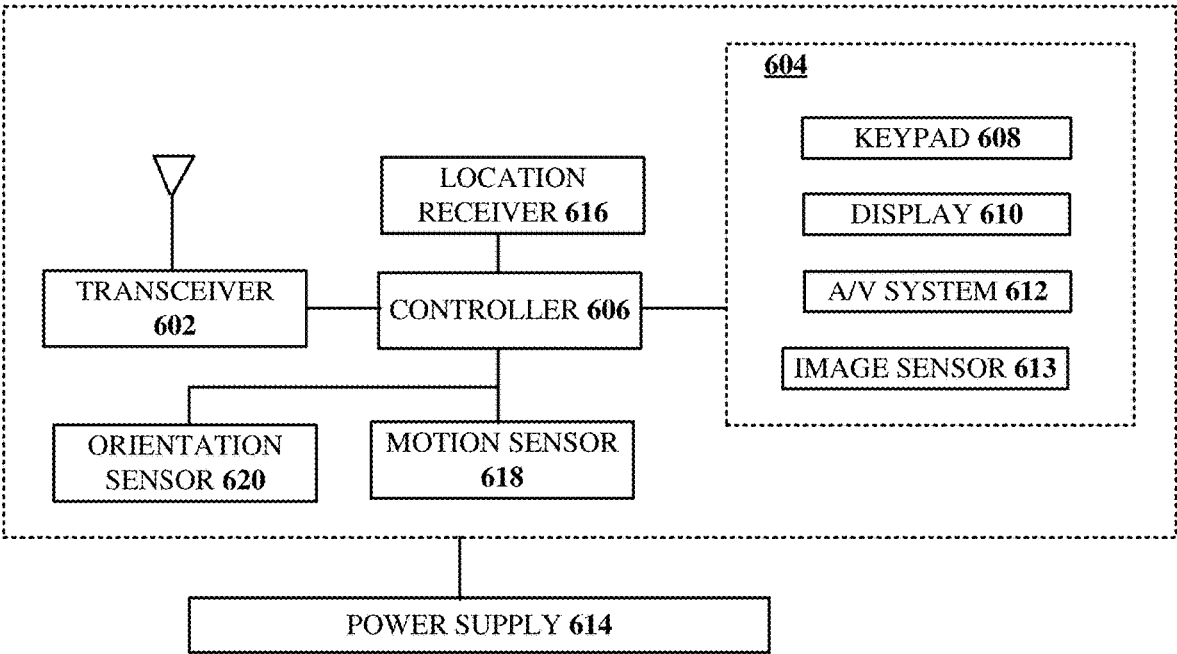 604
KEYPAD 608
DISPLAY 610
A/V SYSTEM 612
IMAGE SENSOR 613
LOCATION
RECEIVER 616
TRANSCEIVER
602
CONTROLLER 606
ORIENTATION
SENSOR 620
MOTION SENSOR
618
POWER SUPPLY 614